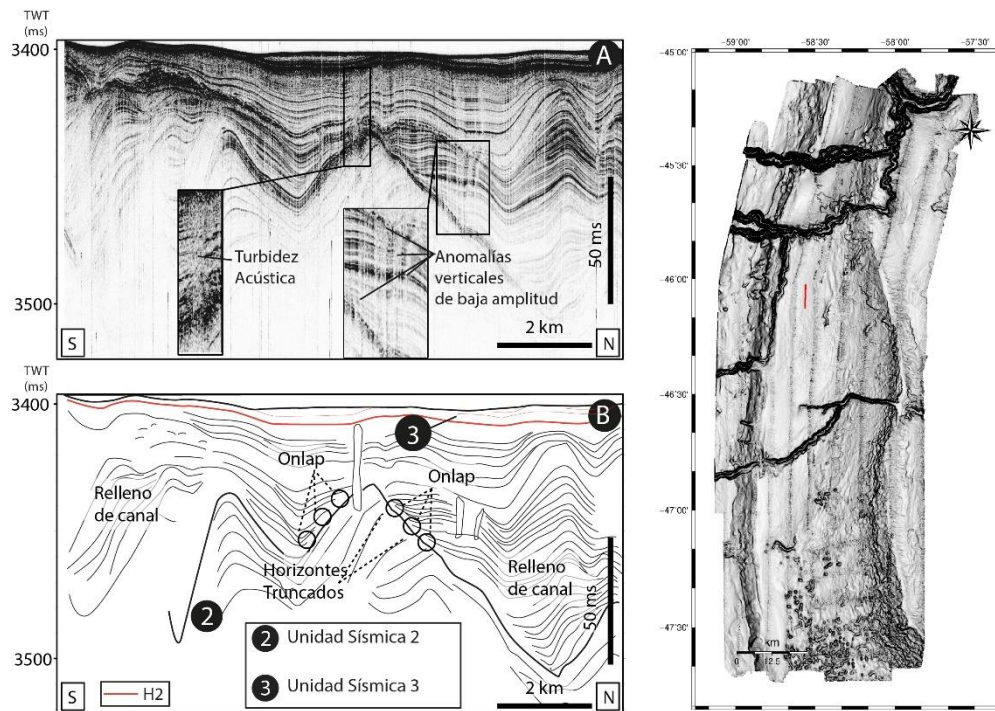 TWT
(ms)
3400
A
Turbidez
Acústica
Anomalías
verticales
de baja amplitud
50 ms
3500
2 km
S
N
TWT
(ms)
3400
B
3
Onlap
Onlap
Relleno
de canal
Horizontes
Truncados
Relleno
de canal
50 ms
2
2 Unidad Sísmica 2
3 Unidad Sísmica 3
3500
2 km
S
H2
N
-59°00'
-58°30'
-58°00'
-57°30'
-45°00'
-45°30'
-46°00'
-46°30'
-47°00'
-47°30'
km
0
12.5